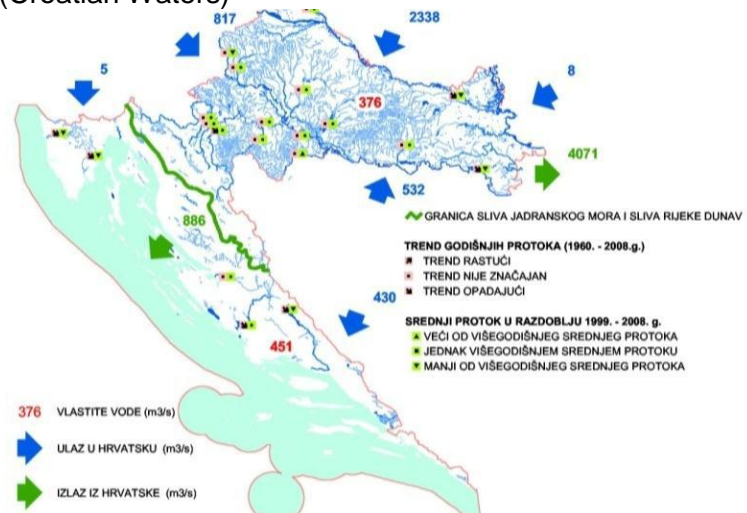 (Croatian Waters)
817
2338
5
8
376
4071
532
886
430
451
GRANICA SLIVA JADRANSKOG MORA I SLIVA RIJEKE DUNAV
TREND GODIŠNJIH PROTOKA (1960. - 2008.g.)
TREND RASTUĆI
TREND NIJE ZNAČAJAN
TREND OPADAJUĆI
SREDNJI PROTOK U RAZDOBLJU 1999. - 2008. g.
VEĆI OD VIŠEGODIŠNJEG SREDNJEG PROTOKA
JEDNAK VIŠEGODIŠNJEM SREDNJEM PROTOKU
MANJI OD VIŠEGODIŠNJEG SREDNJEG PROTOKA
376 VLASTITE VODE (m3/s)
ULAZ U HRVATSKU (m3/s)
IZLAZ IZ HRVATSKE (m3/s)